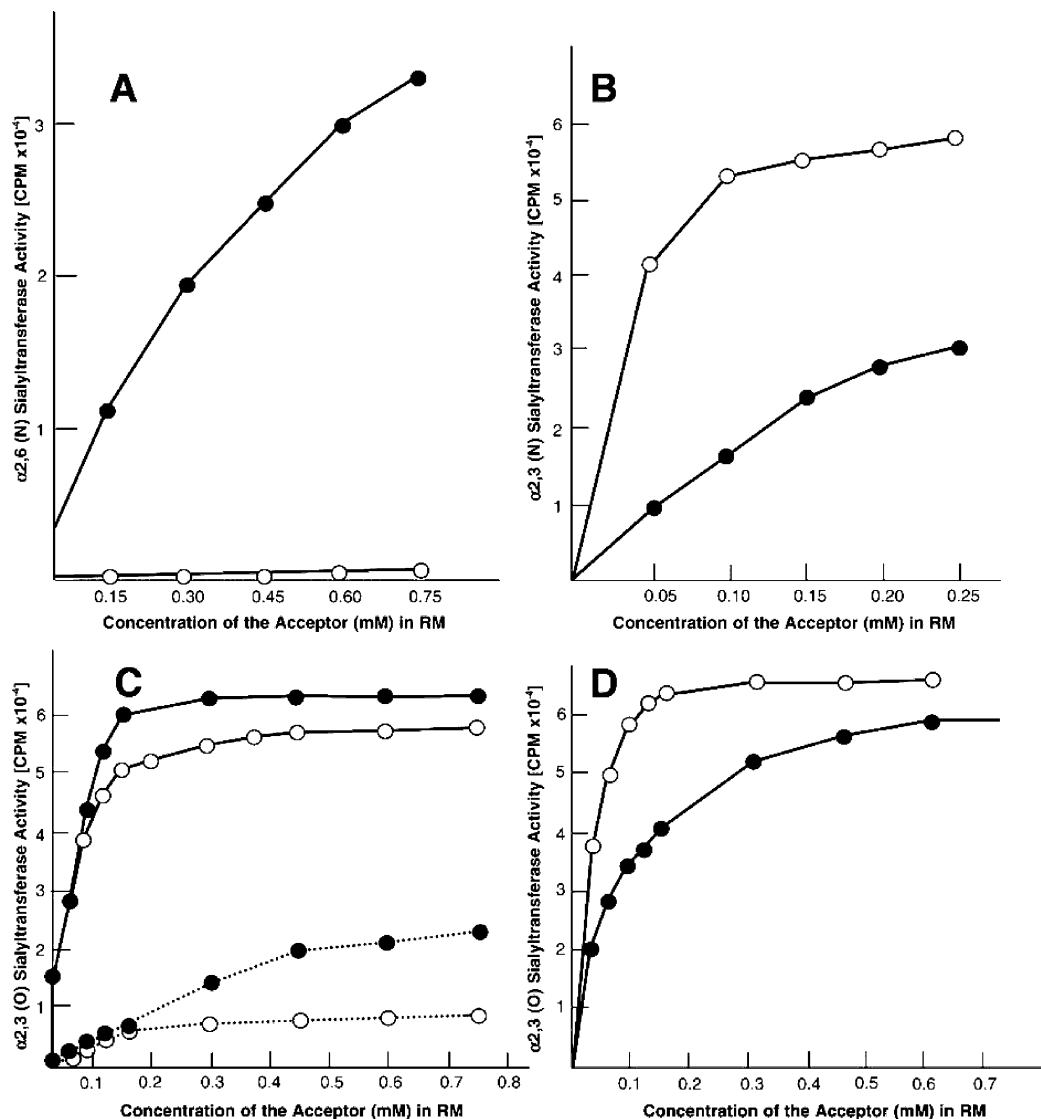 A
α2,6 (N) Sialyltransferase Activity [CPM x10⁻⁴]
3
2
1
0.15 0.30 0.45 0.60 0.75
Concentration of the Acceptor (mM) in RM
B
α2,3 (N) Sialyltransferase Activity [CPM x10⁻⁴]
6
5
4
3
2
1
0.05 0.10 0.15 0.20 0.25
Concentration of the Acceptor (mM) in RM
C
α2,3 (O) Sialyltransferase Activity [CPM x10⁻⁴]
6
5
4
3
2
1
0.1 0.2 0.3 0.4 0.5 0.6 0.7 0.8
Concentration of the Acceptor (mM) in RM
D
α2,3 (O) Sialyltransferase Activity [CPM x10⁻⁴]
6
5
4
3
2
1
0.1 0.2 0.3 0.4 0.5 0.6 0.7
Concentration of the Acceptor (mM) in RM